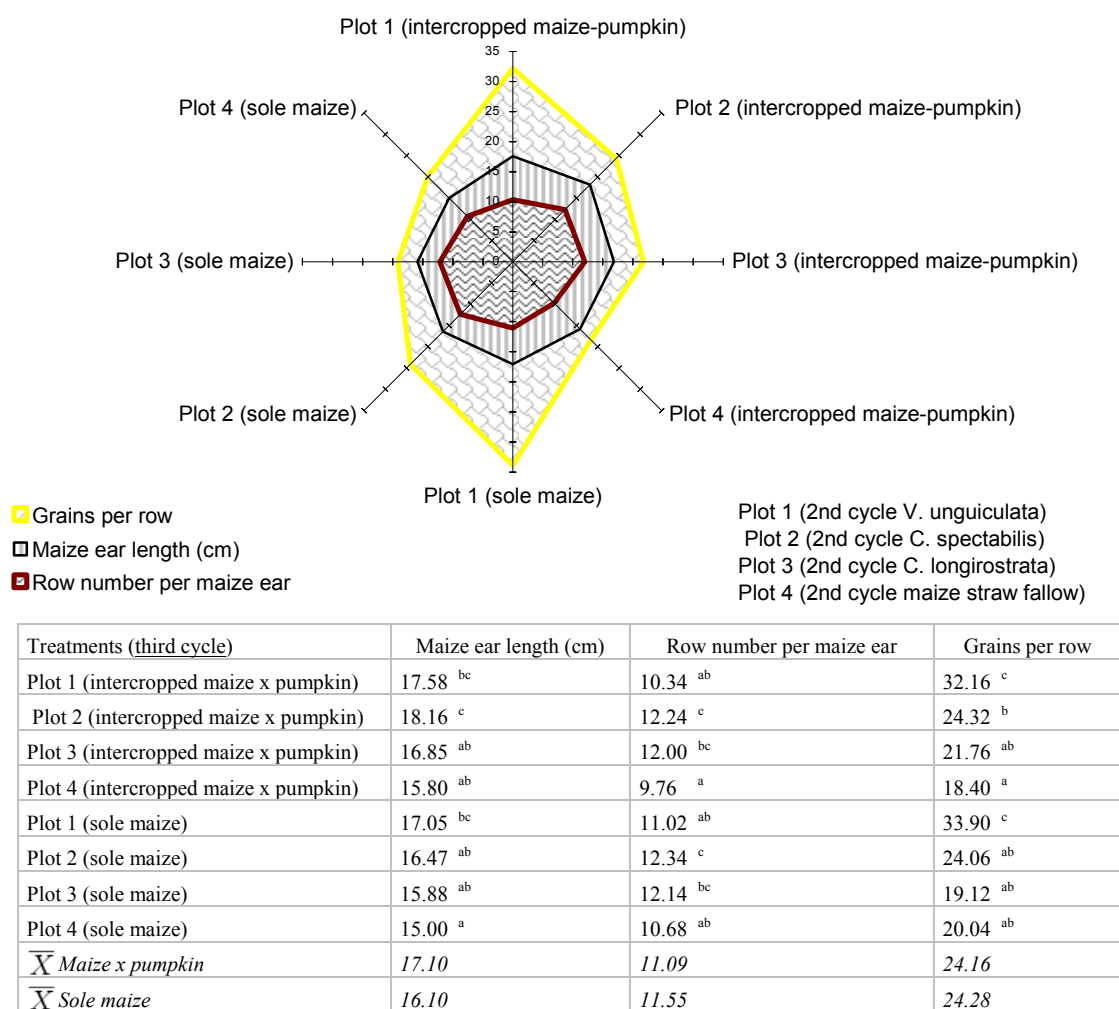 Plot 1 (intercropped maize-pumpkin)
35
30
25
20
15
10
5
0
Plot 4 (sole maize)
Plot 2 (intercropped maize-pumpkin)
Plot 3 (sole maize)
Plot 3 (intercropped maize-pumpkin)
Plot 2 (sole maize)
Plot 4 (intercropped maize-pumpkin)
Plot 1 (sole maize)
Grains per row
Maize ear length (cm)
Row number per maize ear
Plot 1 (2nd cycle V. unguiculata)
Plot 2 (2nd cycle C. spectabilis)
Plot 3 (2nd cycle C. longirostrata)
Plot 4 (2nd cycle maize straw fallow)
Treatments (third cycle) Maize ear length (cm) Row number per maize ear Grains per row
Plot 1 (intercropped maize x pumpkin) 17.58 bc 10.34 ab 32.16 c
Plot 2 (intercropped maize x pumpkin) 18.16 c 12.24 c 24.32 b
Plot 3 (intercropped maize x pumpkin) 16.85 ab 12.00 bc 21.76 ab
Plot 4 (intercropped maize x pumpkin) 15.80 ab 9.76 a 18.40 a
Plot 1 (sole maize) 17.05 bc 11.02 ab 33.90 c
Plot 2 (sole maize) 16.47 ab 12.34 c 24.06 ab
Plot 3 (sole maize) 15.88 ab 12.14 bc 19.12 ab
Plot 4 (sole maize) 15.00 a 10.68 ab 20.04 ab
X̅ Maize x pumpkin 17.10 11.09 24.16
X̅ Sole maize 16.10 11.55 24.28